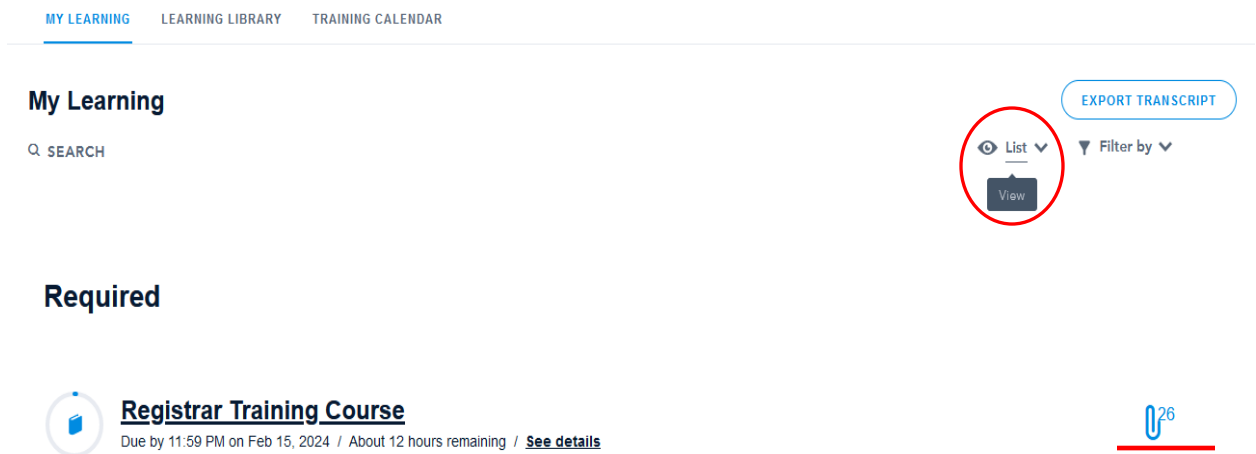 MY LEARNING LEARNING LIBRARY TRAINING CALENDAR
My Learning
EXPORT TRANSCRIPT
SEARCH
List
Filter by
View
Required
Registrar Training Course
26
Due by 11:59 PM on Feb 15, 2024 / About 12 hours remaining / See details